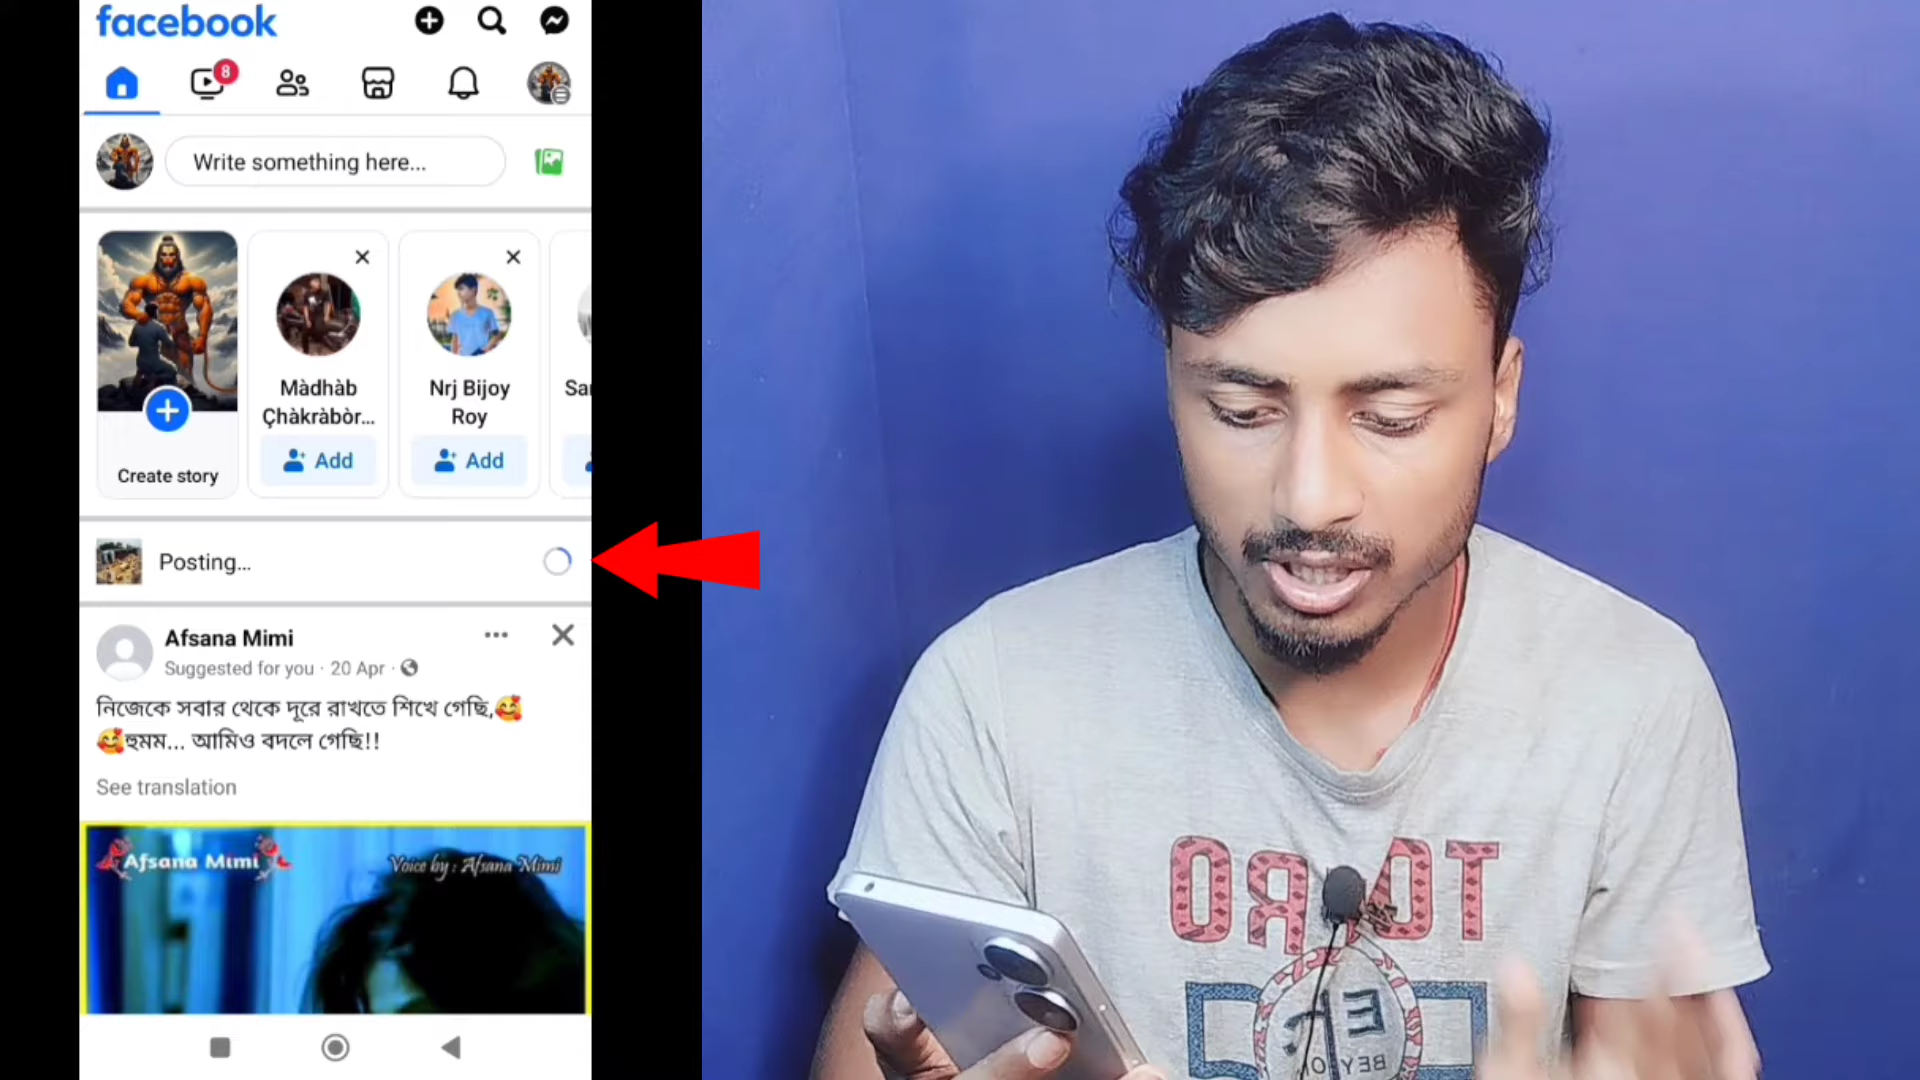 facebook
8
Write something here...
Màdhàb
Çhàkràbòr...
Add
Nrj Bijoy
Roy
Add
Sar
Create story
Posting...
Afsana Mimi
Suggested for you · 20 Apr ·
নিজেকে সবার থেকে দূরে রাখতে শিখে গেছি,🥰
🥰হুমম... আমিও বদলে গেছি!!
See translation
Afsana Mimi
Voice by : Afsana Mimi